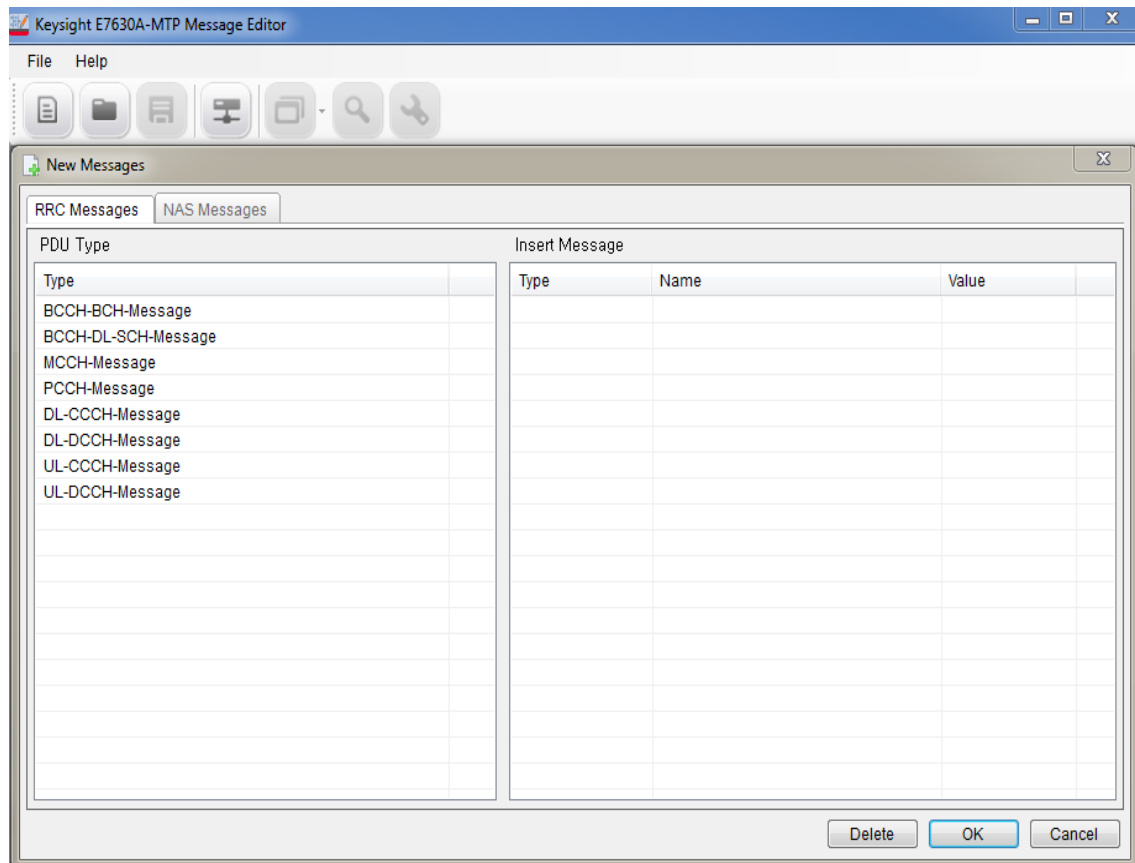 Keysight E7630A-MTP Message Editor
File Help
New Messages
RRC Messages NAS Messages
PDU Type Insert Message
Type Type Name Value
BCCH-BCH-Message
BCCH-DL-SCH-Message
MCCH-Message
PCCH-Message
DL-CCCH-Message
DL-DCCH-Message
UL-CCCH-Message
UL-DCCH-Message
Delete OK Cancel